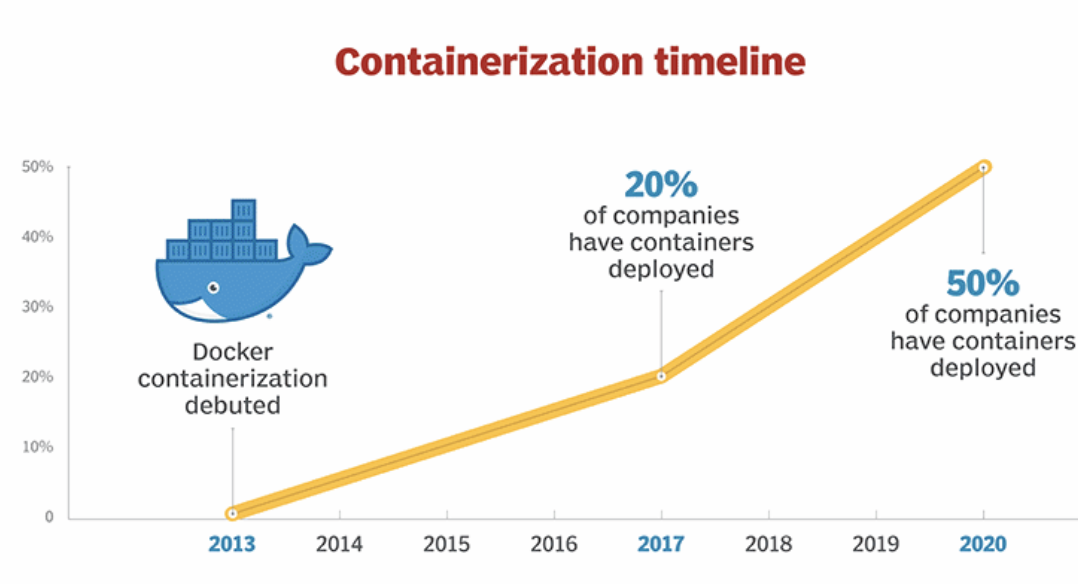 Containerization timeline
50%
40%
30%
20%
10%
0
Docker
containerization
debuted
20%
of companies
have containers
deployed
50%
of companies
have containers
deployed
2013
2014
2015
2016
2017
2018
2019
2020